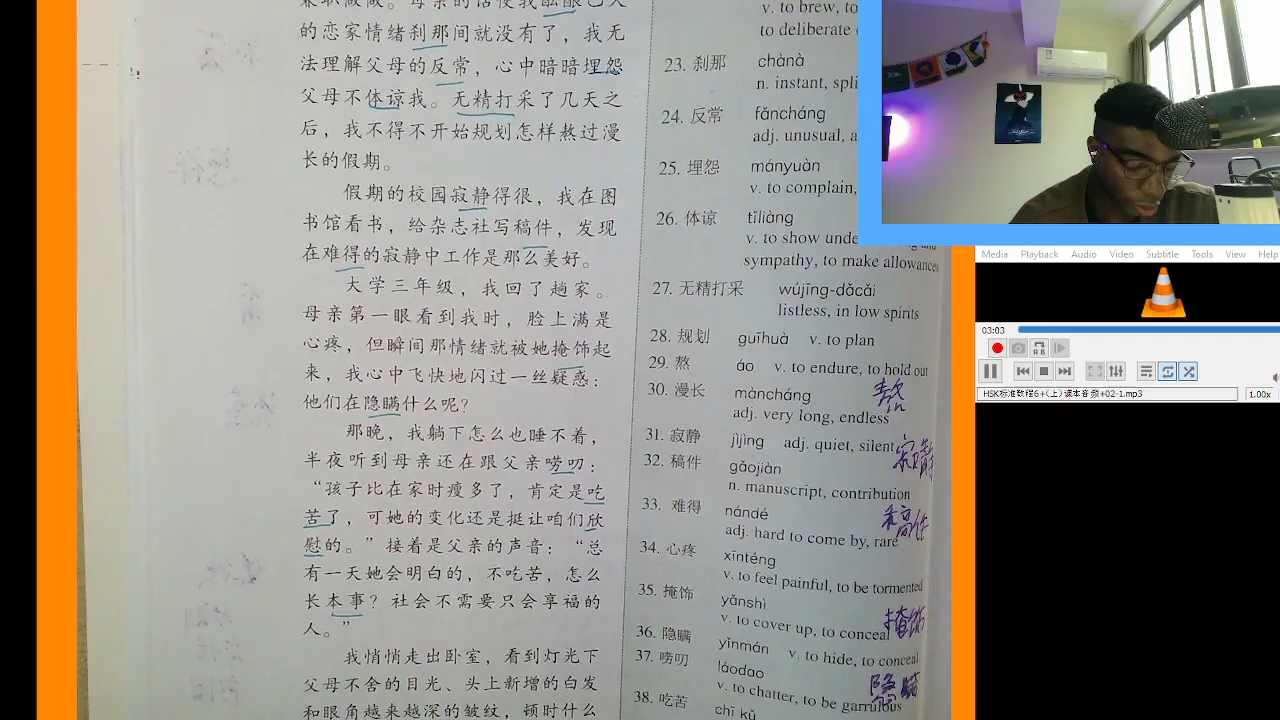 的恋家情绪刹那间就没有了，我无
法理解父母的反常，心中暗暗埋怨
父母不体谅我。无精打采了几天之
后，我不得不开始规划怎样熬过漫
长的假期。
假期的校园寂静得很，我在图
书馆看书，给杂志社写稿件，发现
在难得的寂静中工作是那么美好。
大学三年级，我回了趟家。
母亲第一眼看到我时，脸上满是
心疼，但瞬间那情绪就被她掩饰起
来，我心中飞快地闪过一丝疑惑：
他们在隐瞒什么呢？
那晚，我躺下怎么也睡不着，
半夜听到母亲还在跟父亲唠叨：
“孩子比在家时瘦多了，肯定是吃
苦了，可她的变化还是挺让咱们欣
慰的。”接着是父亲的声音：“总
有一天她会明白的，不吃苦，怎么
长本事？社会不需要只会享福的
人。”
我悄悄走出卧室，看到灯光下
父母不舍的目光、头上新增的白发
和眼角越来越深的皱纹，顿时什么
v. to brew, to
to deliberate
23. 刹那 chànà
n. instant,
24. 反常 fǎncháng
adj. unusual,
25. 埋怨 mányuàn
v. to complain,
26. 体谅 tǐliàng
v. to show
sympathy, to make allowances
27. 无精打采 wújīng-dǎcǎi
listless, in low spirits
28. 规划 guīhuà v. to plan
29. 熬 áo v. to endure, to hold out
30. 漫长 màncháng
adj. very long, endless
31. 寂静 jìjìng adj. quiet, silent
32. 稿件 gǎojiàn
n. manuscript, contribution
33. 难得 nándé
adj. hard to come by, rare
34. 心疼 xīnténg
v. to feel painful, to be tormented
35. 掩饰 yǎnshì
v. to cover up, to conceal
36. 隐瞒 yǐnmán v. to hide, to conceal
37. 唠叨 láodao
v. to chatter, to be garrulous
38. 吃苦 chī kǔ
熬
寂静
稿件
掩饰
隐瞒
Media Playback Audio Video Subtitle Tools View Help
03:03
HSK标准教程6+(上)课本音频+02-1.mp3
1.00x